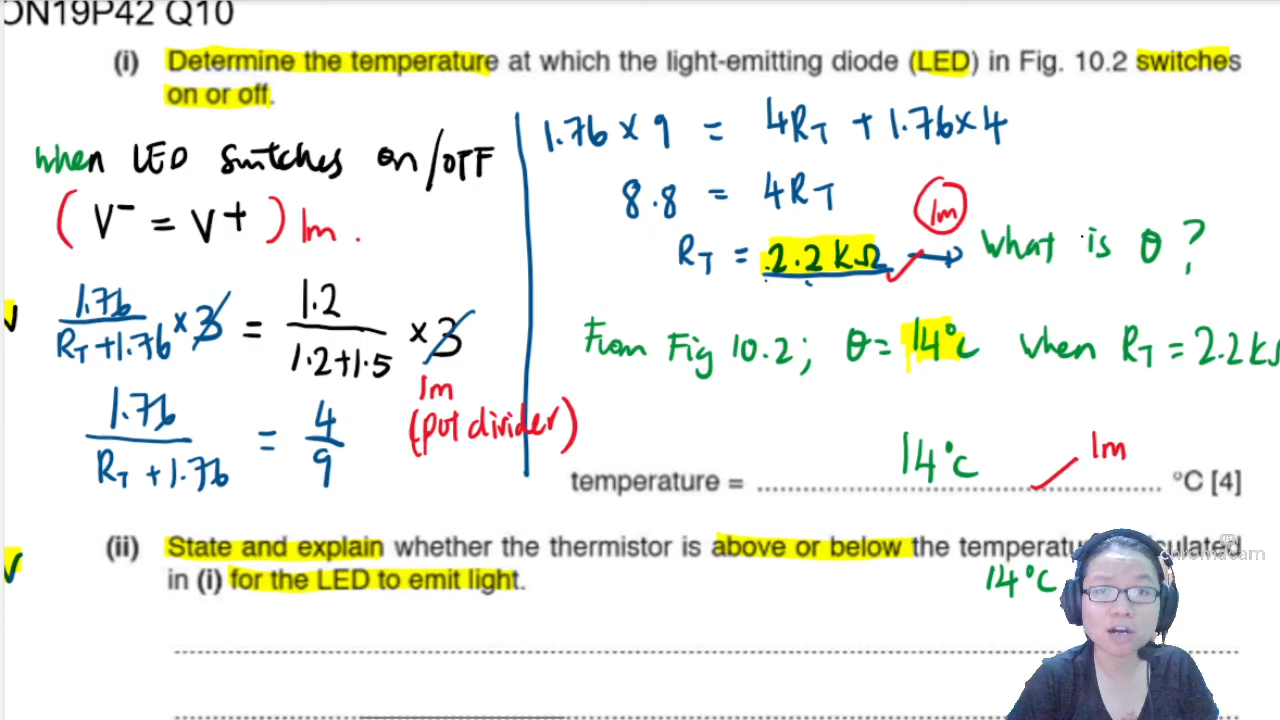 ON19P42 Q10
(i) Determine the temperature at which the light-emitting diode (LED) in Fig. 10.2 switches
on or off.
when LED switches on/OFF
( V⁻ = V⁺ ) 1m.
1.76 / (RT + 1.76) × 3 = 1.2 / (1.2+1.5) × 3
1m
(pot divider)
1.76 / (RT + 1.76) = 4 / 9
1.76 × 9 = 4RT + 1.76×4
8.8 = 4RT
RT = 2.2 kΩ → What is θ ?
1m
From Fig 10.2; θ = 14°C when RT = 2.2 k
14°C 1m
temperature = .......... °C [4]
(ii) State and explain whether the thermistor is above or below the
in (i) for the LED to emit light.
14°C
chromacam